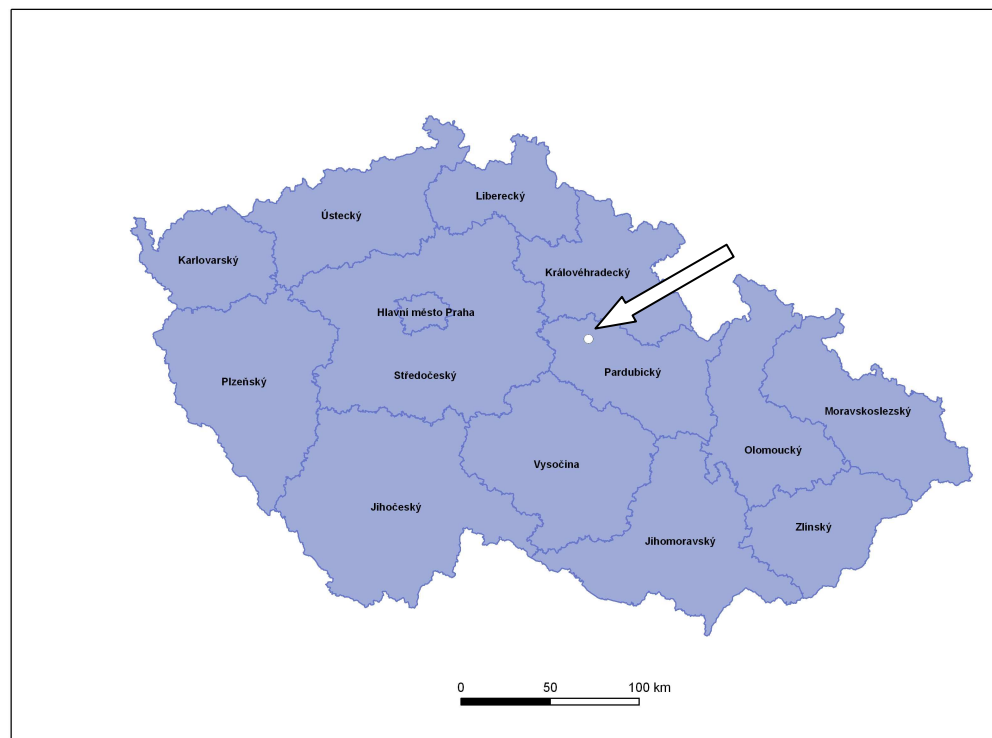 Liberecký
Ústecký
Karlovarský
Královéhradecký
Hlavní město Praha
Středočeský
Plzeňský
Pardubický
Moravskoslezský
Olomoucký
Vysočina
Jihočeský
Zlínský
Jihomoravský
0 50 100 km